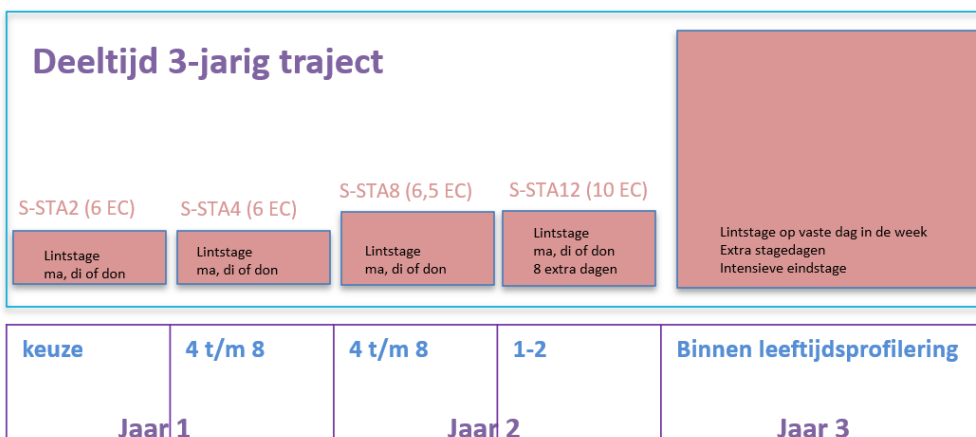 Deeltijd 3-jarig traject
S-STA2 (6 EC)
S-STA4 (6 EC)
S-STA8 (6,5 EC)
S-STA12 (10 EC)
Lintstage
ma, di of don
Lintstage
ma, di of don
Lintstage
ma, di of don
Lintstage
ma, di of don
8 extra dagen
Lintstage op vaste dag in de week
Extra stagedagen
Intensieve eindstage
keuze
4 t/m 8
4 t/m 8
1-2
Binnen leeftijdsprofilering
Jaar 1
Jaar 2
Jaar 3